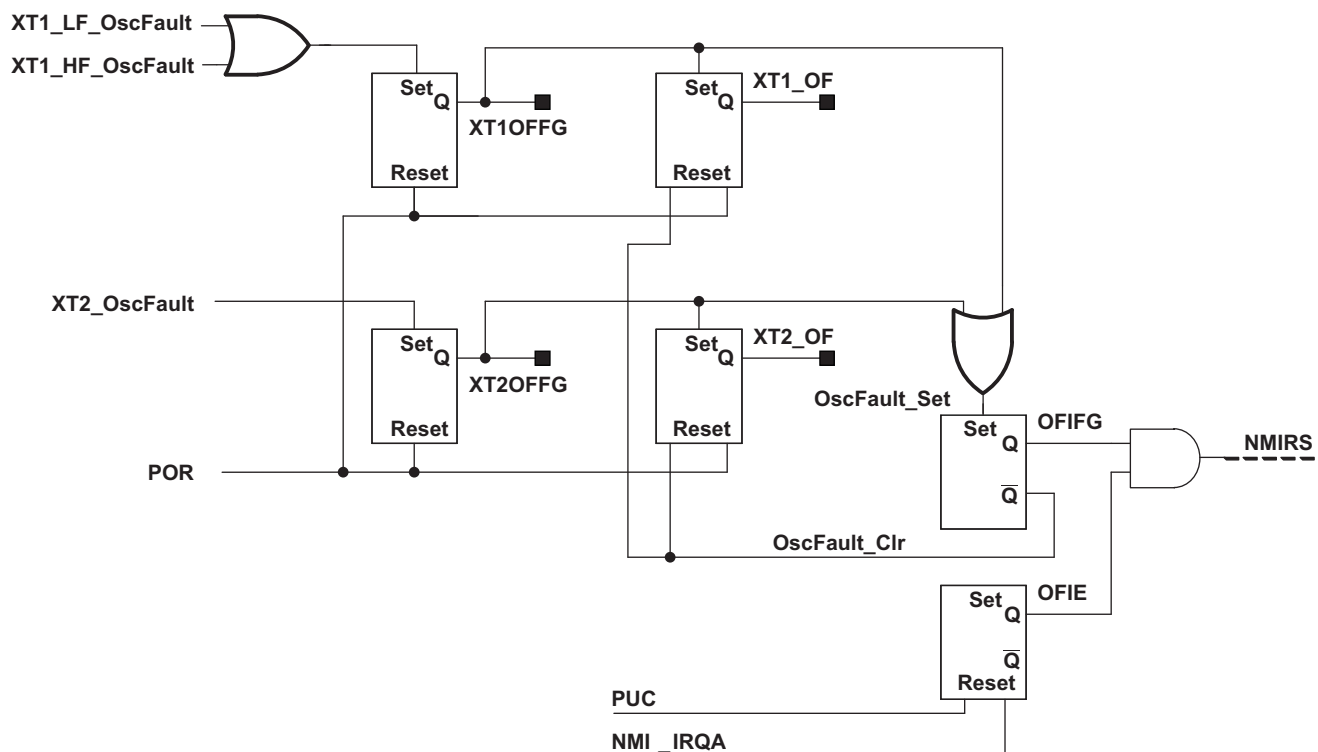 XT1_LF_OscFault
XT1_HF_OscFault
Set
Q
XT1OFFG
Reset
Set
Q
XT1_OF
Reset
XT2_OscFault
Set
Q
XT2OFFG
Reset
Set
Q
XT2_OF
Reset
POR
OscFault_Set
Set
Q
OFIFG
Q
NMIRS
OscFault_Clr
Set
Q
OFIE
Q
Reset
PUC
NMI _IRQA